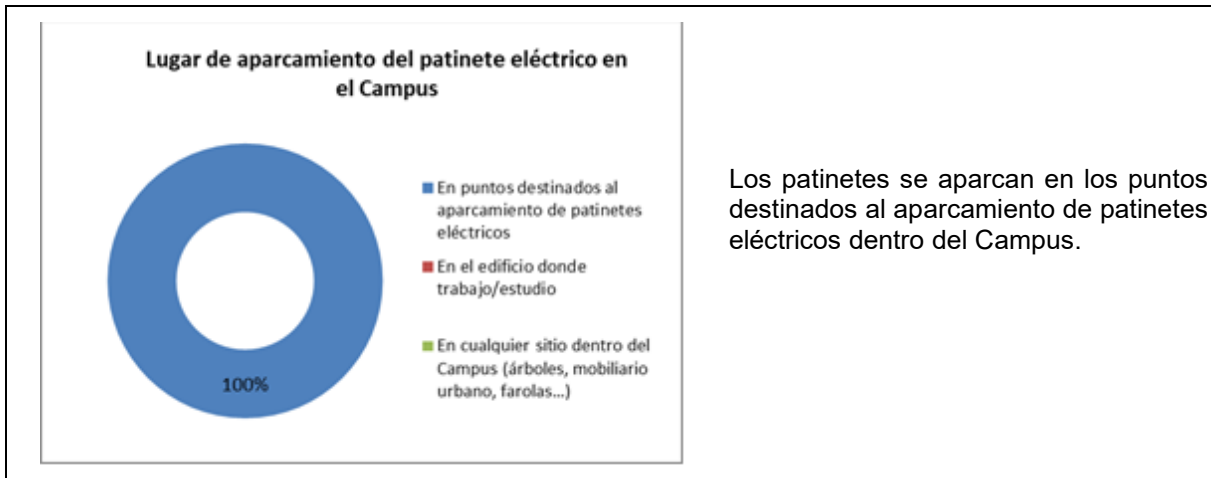 Lugar de aparcamiento del patinete eléctrico en
el Campus
En puntos destinados al
aparcamiento de patinetes
eléctricos
En el edificio donde
trabajo/estudio
En cualquier sitio dentro del
Campus (árboles, mobiliario
urbano, farolas...)
100%
Los patinetes se aparcan en los puntos
destinados al aparcamiento de patinetes
eléctricos dentro del Campus.